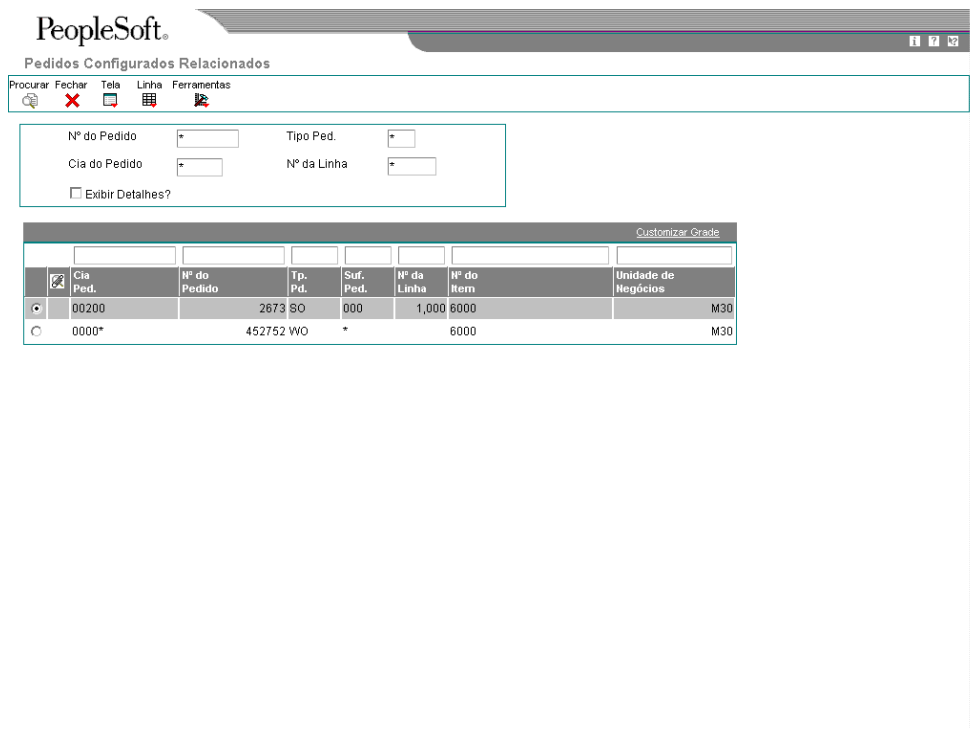 PeopleSoft.
Pedidos Configurados Relacionados
Procurar Fechar Tela Linha Ferramentas
Nº do Pedido * Tipo Ped. *
Cia do Pedido * Nº da Linha *
Exibir Detalhes?
Customizar Grade
Cia Ped. Nº do Pedido Tp. Pd. Suf. Ped. Nº da Linha Nº do Item Unidade de Negócios
00200 2673 SO 000 1,000 6000 M30
0000* 452752 WO * 6000 M30